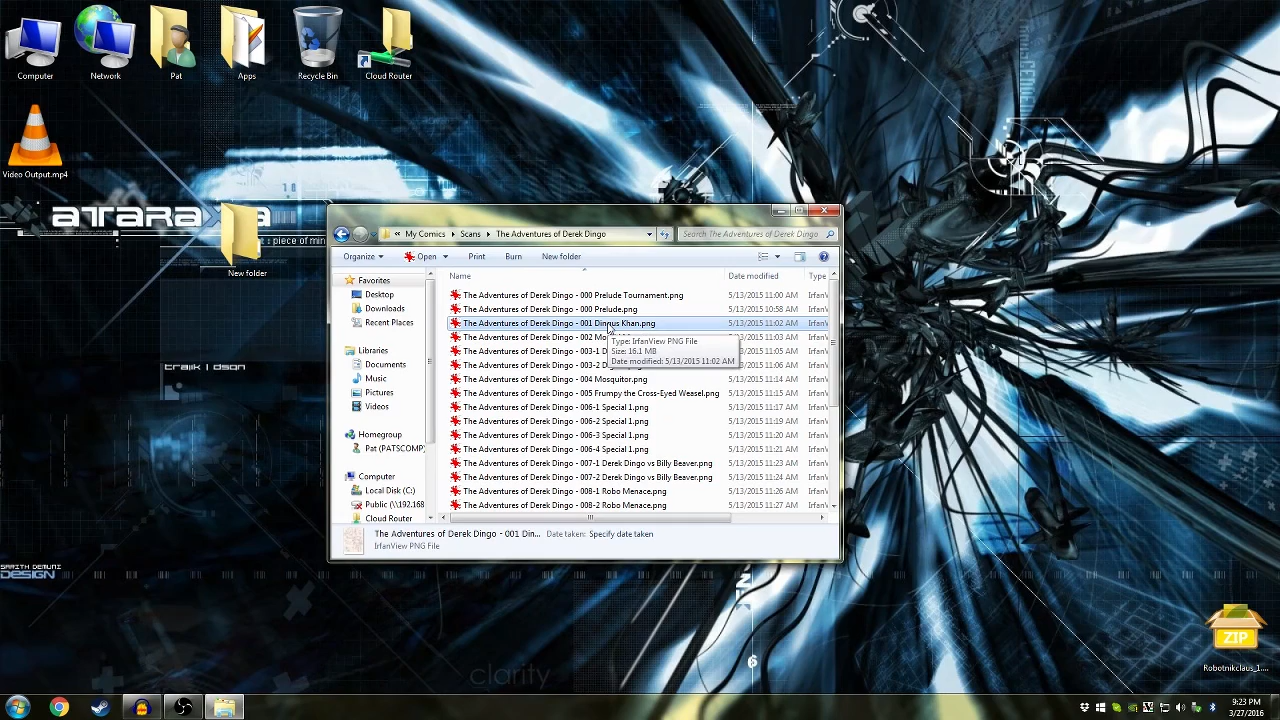 Computer
Network
Pat
Apps
Recycle Bin
Cloud Router
Video Output.mp4
ATARAX
: piece of min
New folder
trajik | dsgn
SARITH DEMUNI
DESIGN
clarity
ZIP
Robotnikclaus_1....
« My Comics
Scans
The Adventures of Derek Dingo
Search The Adventures of Derek Dingo
Organize
Open
Print
Burn
New folder
Favorites
Desktop
Downloads
Recent Places
Libraries
Documents
Music
Pictures
Videos
Homegroup
Pat (PATSCOMP)
Computer
Local Disk (C:)
Public (\\192.168
Cloud Router
Name Date modified Type
The Adventures of Derek Dingo - 000 Prelude Tournament.png 5/13/2015 11:00 AM IrfanV
The Adventures of Derek Dingo - 000 Prelude.png 5/13/2015 10:58 AM IrfanV
The Adventures of Derek Dingo - 001 Dingus Khan.png 5/13/2015 11:02 AM IrfanV
The Adventures of Derek Dingo - 002 5/13/2015 11:03 AM IrfanV
The Adventures of Derek Dingo - 003-1 D 5/13/2015 11:05 AM IrfanV
The Adventures of Derek Dingo - 003-2 D 5/13/2015 11:06 AM IrfanV
The Adventures of Derek Dingo - 004 Mosquitor.png 5/13/2015 11:14 AM IrfanV
The Adventures of Derek Dingo - 005 Frumpy the Cross-Eyed Weasel.png 5/13/2015 11:15 AM IrfanV
The Adventures of Derek Dingo - 006-1 Special 1.png 5/13/2015 11:17 AM IrfanV
The Adventures of Derek Dingo - 006-2 Special 1.png 5/13/2015 11:19 AM IrfanV
The Adventures of Derek Dingo - 006-3 Special 1.png 5/13/2015 11:20 AM IrfanV
The Adventures of Derek Dingo - 006-4 Special 1.png 5/13/2015 11:21 AM IrfanV
The Adventures of Derek Dingo - 007-1 Derek Dingo vs Billy Beaver.png 5/13/2015 11:23 AM IrfanV
The Adventures of Derek Dingo - 007-2 Derek Dingo vs Billy Beaver.png 5/13/2015 11:24 AM IrfanV
The Adventures of Derek Dingo - 008-1 Robo Menace.png 5/13/2015 11:26 AM IrfanV
The Adventures of Derek Dingo - 008-2 Robo Menace.png 5/13/2015 11:27 AM IrfanV
Type: IrfanView PNG File
Size: 16.1 MB
Date modified: 5/13/2015 11:02 AM
The Adventures of Derek Dingo - 001 Din... Date taken: Specify date taken
IrfanView PNG File
9:23 PM
3/27/2016